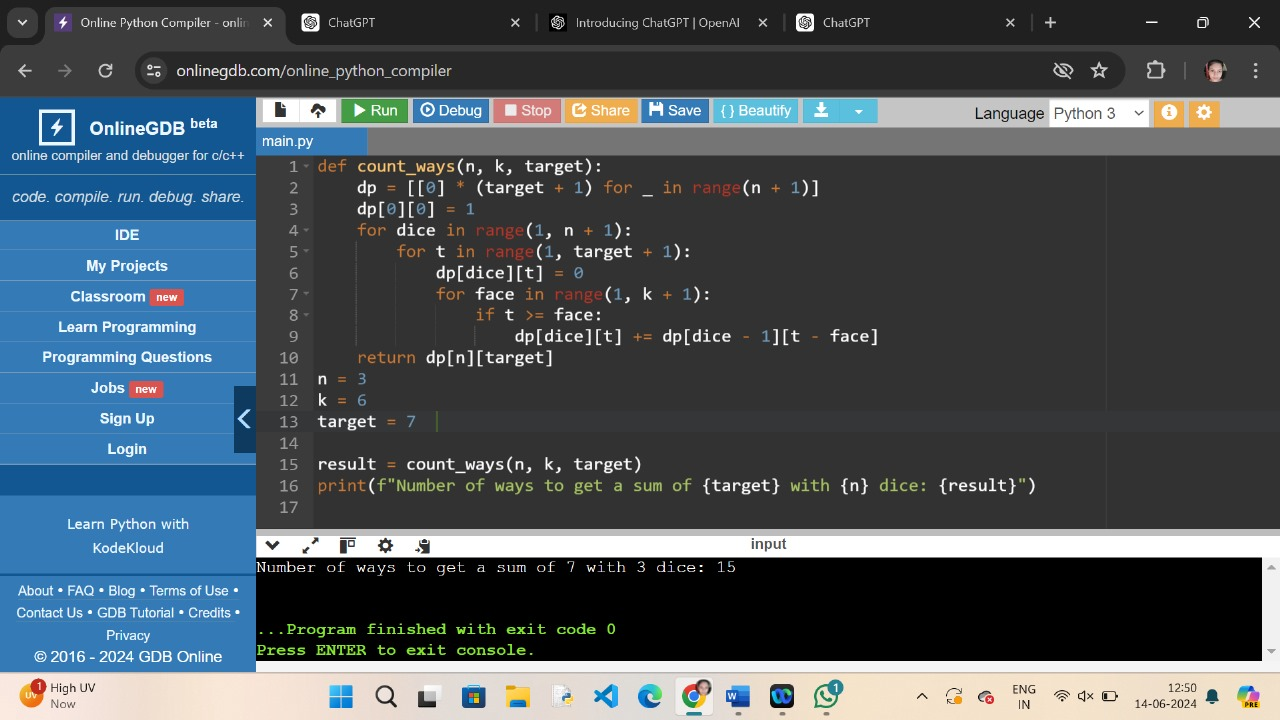 Online Python Compiler - onlin
ChatGPT
Introducing ChatGPT | OpenAI
ChatGPT
onlinegdb.com/online_python_compiler
OnlineGDB beta
online compiler and debugger for c/c++
code. compile. run. debug. share.
IDE
My Projects
Classroom new
Learn Programming
Programming Questions
Jobs new
Sign Up
Login
Learn Python with
KodeKloud
About • FAQ • Blog • Terms of Use •
Contact Us • GDB Tutorial • Credits •
Privacy
© 2016 - 2024 GDB Online
Run Debug Stop Share Save { } Beautify
Language Python 3
main.py
1 def count_ways(n, k, target):
2     dp = [[0] * (target + 1) for _ in range(n + 1)]
3     dp[0][0] = 1
4     for dice in range(1, n + 1):
5         for t in range(1, target + 1):
6             dp[dice][t] = 0
7             for face in range(1, k + 1):
8                 if t >= face:
9                     dp[dice][t] += dp[dice - 1][t - face]
10     return dp[n][target]
11 n = 3
12 k = 6
13 target = 7
14
15 result = count_ways(n, k, target)
16 print(f"Number of ways to get a sum of {target} with {n} dice: {result}")
17
input
Number of ways to get a sum of 7 with 3 dice: 15
...Program finished with exit code 0
Press ENTER to exit console.
UV 1
High UV
Now
W
1
ENG
IN
12:50
14-06-2024
PRE